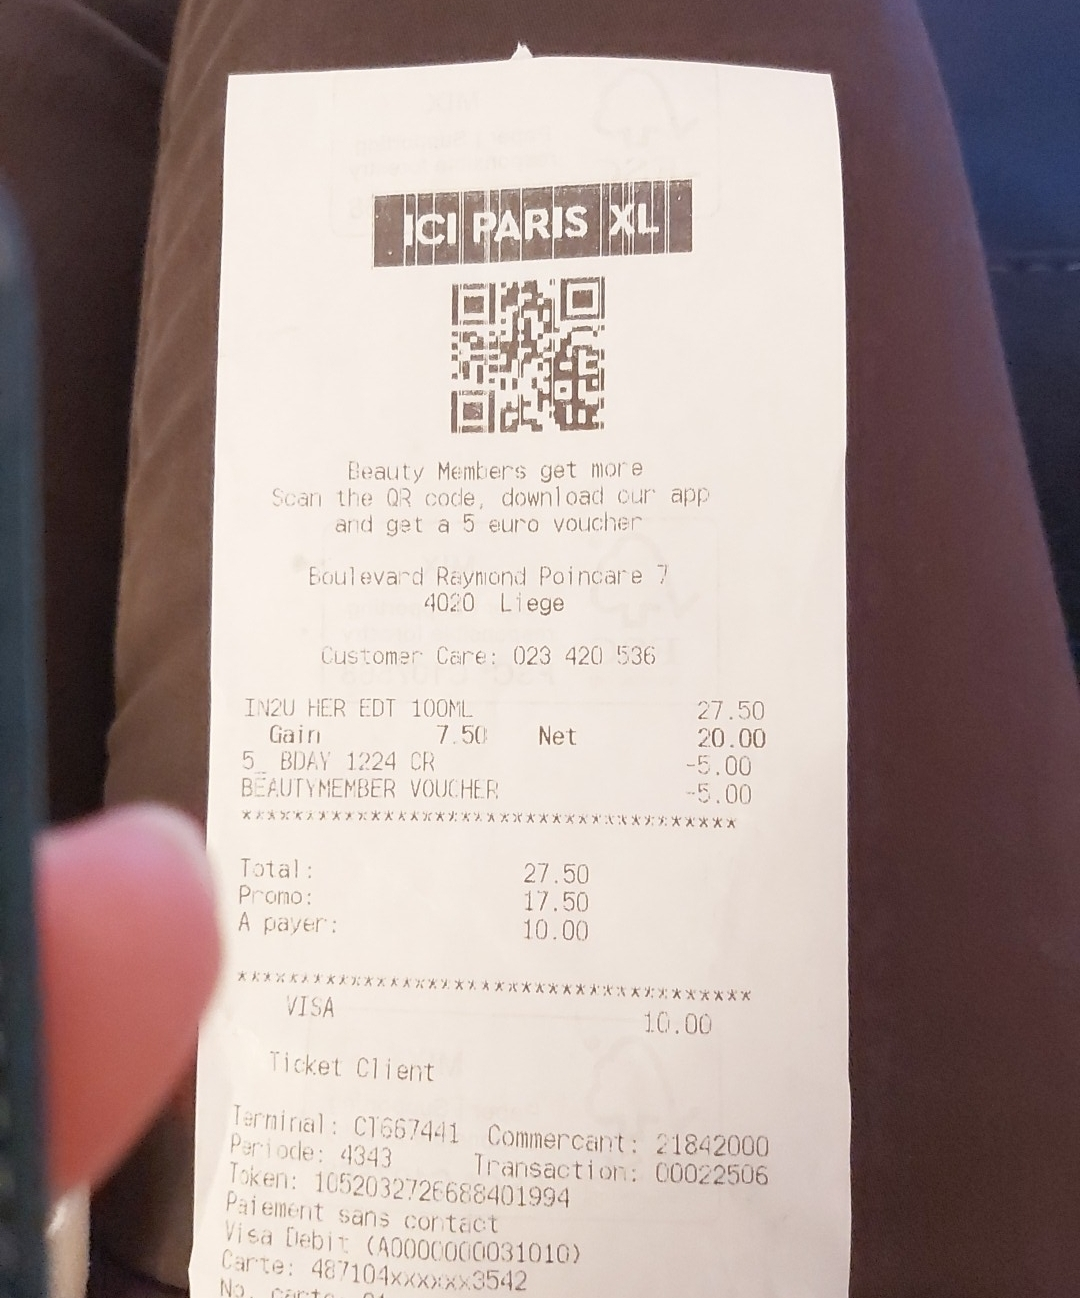 ICI PARIS XL
Beauty Members get more
Scan the QR code, download our app
and get a 5 euro voucher
Boulevard Raymond Poincare 7
4020 Liege
Customer Care: 023 420 536
IN2U HER EDT 100ML 27.50
Gain 7.50 Net 20.00
5_ BDAY 1224 CR -5.00
BEAUTYMEMBER VOUCHER -5.00
***************************************
Total: 27.50
Promo: 17.50
A payer: 10.00
****************************************
VISA 10.00
Ticket Client
Terminal: CT667441 Commercant: 21842000
Periode: 4343 Transaction: 00022506
Token: 1052032726688401994
Paiement sans contact
Visa Debit (A0000000031010)
Carte: 487104xxxxxx3542
No. carte: